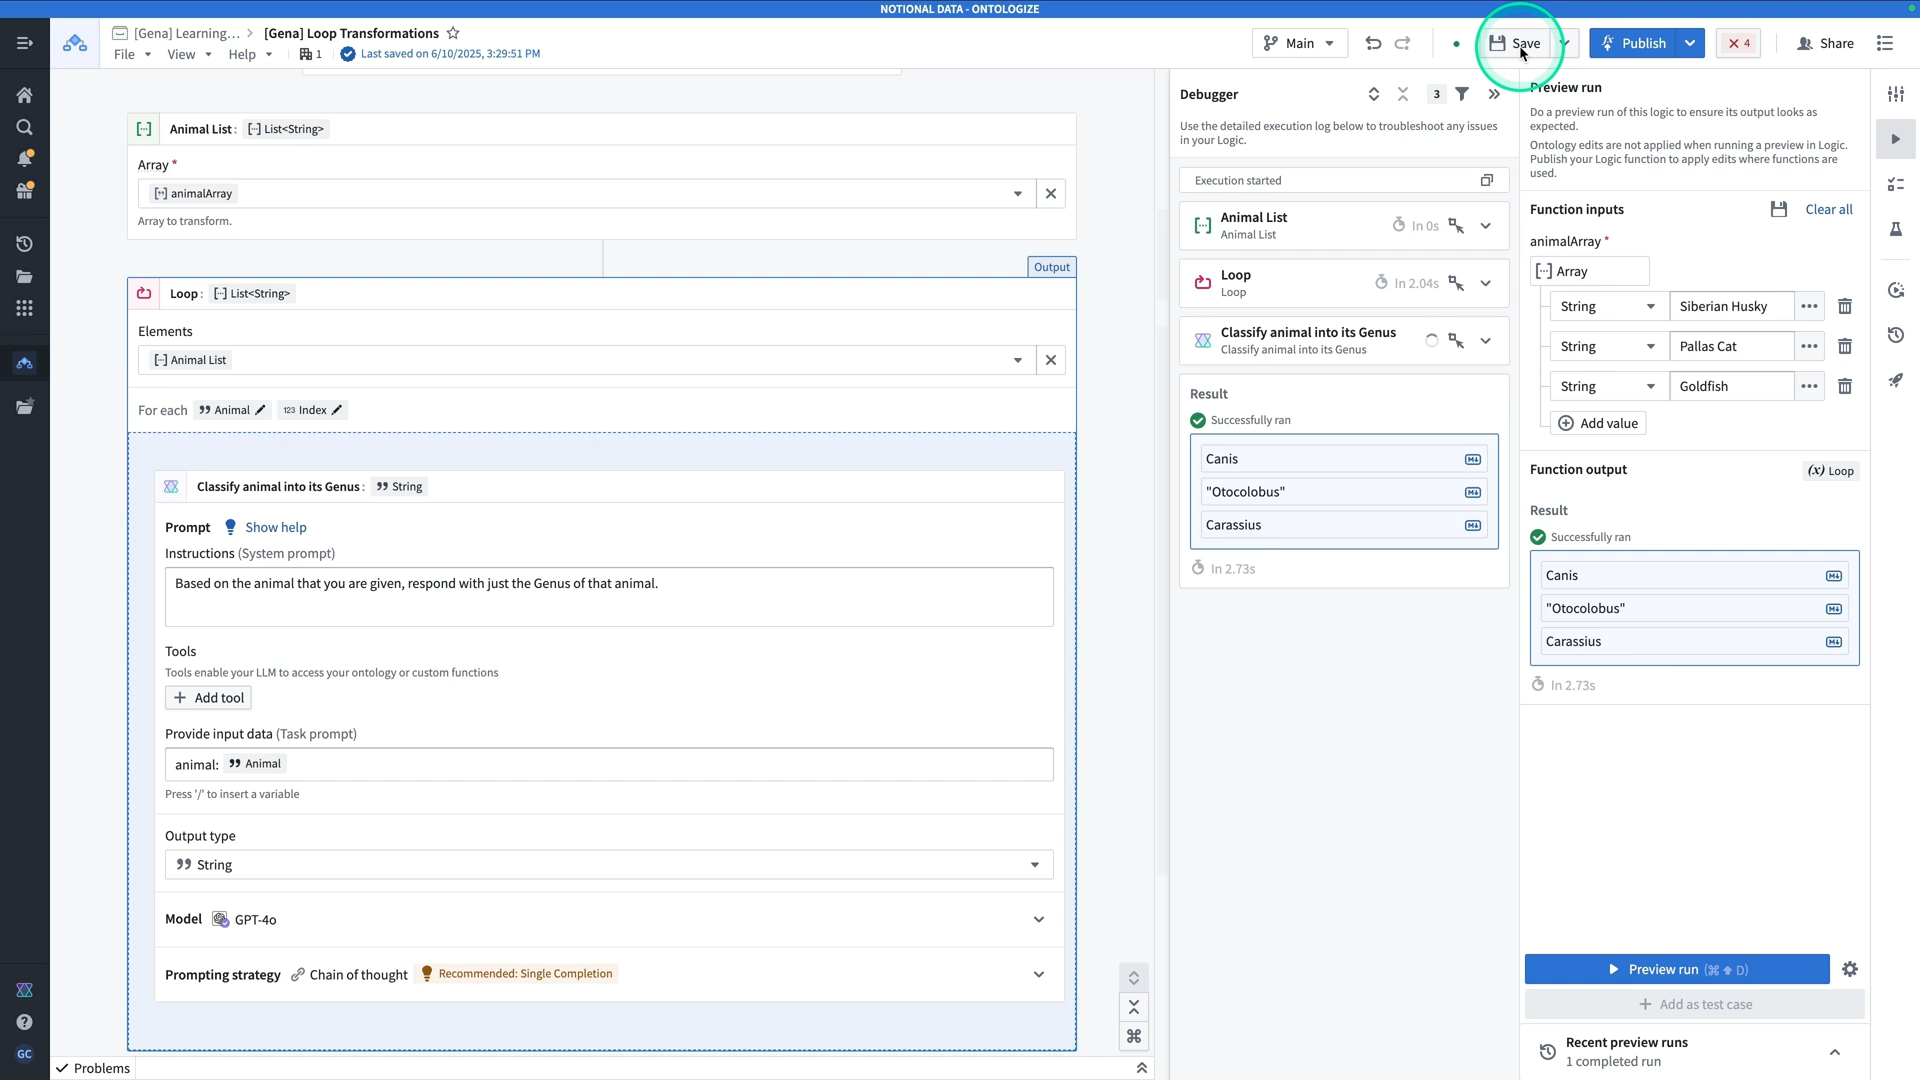 NOTIONAL DATA - ONTOLOGIZE
[Gena] Learning... > [Gena] Loop Transformations
File View Help 1 Last saved on 6/10/2025, 3:29:51 PM
Main
Save
Publish
4
Share
Animal List : List<String>
Array *
animalArray
Array to transform.
Output
Loop : List<String>
Elements
Animal List
For each Animal 123 Index
Classify animal into its Genus : String
Prompt Show help
Instructions (System prompt)
Based on the animal that you are given, respond with just the Genus of that animal.
Tools
Tools enable your LLM to access your ontology or custom functions
+ Add tool
Provide input data (Task prompt)
animal: Animal
Press '/' to insert a variable
Output type
String
Model GPT-4o
Prompting strategy Chain of thought Recommended: Single Completion
Problems
GC
Debugger
3
Use the detailed execution log below to troubleshoot any issues
in your Logic.
Execution started
Animal List
Animal List
In 0s
Loop
Loop
In 2.04s
Classify animal into its Genus
Classify animal into its Genus
Result
Successfully ran
Canis
"Otocolobus"
Carassius
In 2.73s
Preview run
Do a preview run of this logic to ensure its output looks as
expected.
Ontology edits are not applied when running a preview in Logic.
Publish your Logic function to apply edits where functions are
used.
Function inputs Clear all
animalArray *
Array
String Siberian Husky
String Pallas Cat
String Goldfish
Add value
Function output (x) Loop
Result
Successfully ran
Canis
"Otocolobus"
Carassius
In 2.73s
Preview run (⌘ ⇧ D)
+ Add as test case
Recent preview runs
1 completed run